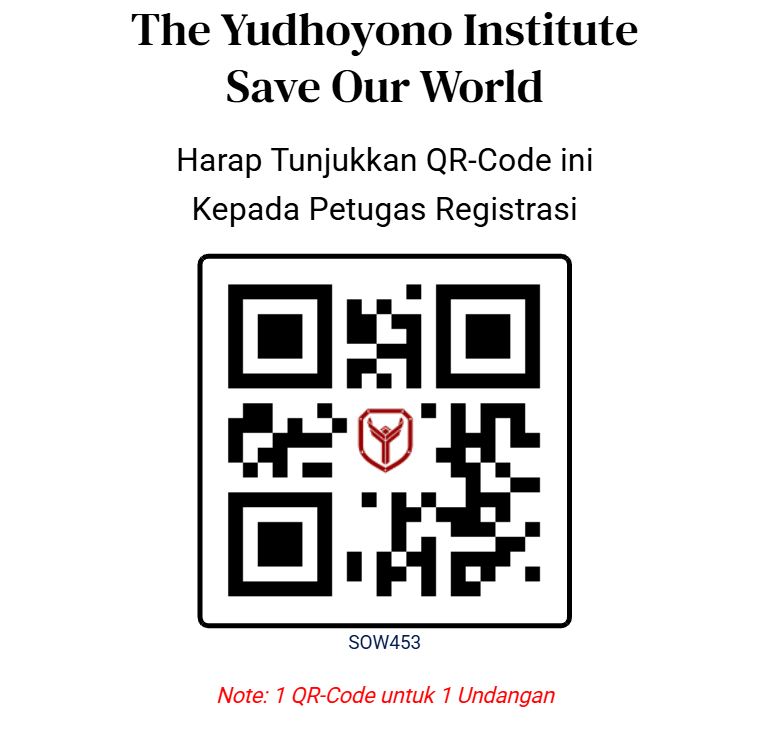 The Yudhoyono Institute
Save Our World
Harap Tunjukkan QR-Code ini
Kepada Petugas Registrasi
SOW453
Note: 1 QR-Code untuk 1 Undangan